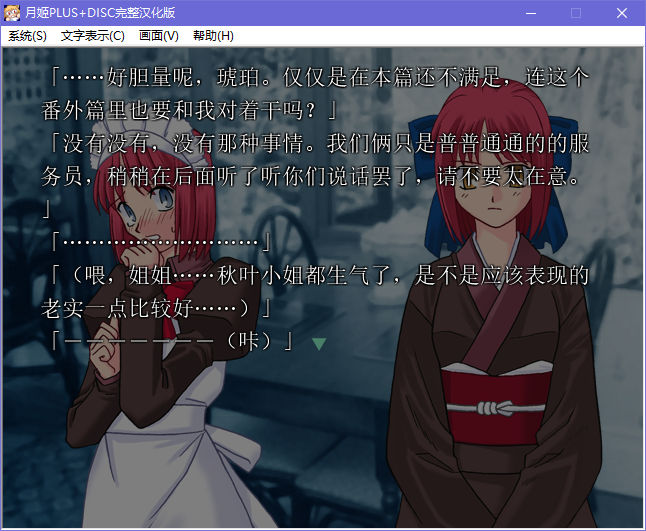 月姬PLUS+DISC完整汉化版
系统(S) 文字表示(C) 画面(V) 帮助(H)
「……好胆量呢，琥珀。仅仅是在本篇还不满足，连这个
番外篇里也要和我对着干吗？」
「没有没有，没有那种事情。我们俩只是普普通通的的服
务员，稍稍在后面听了听你们说话罢了，请不要太在意。
」
「………………………」
「（喂，姐姐……秋叶小姐都生气了，是不是应该表现的
老实一点比较好……）」
「－－－－－－－（咔）」